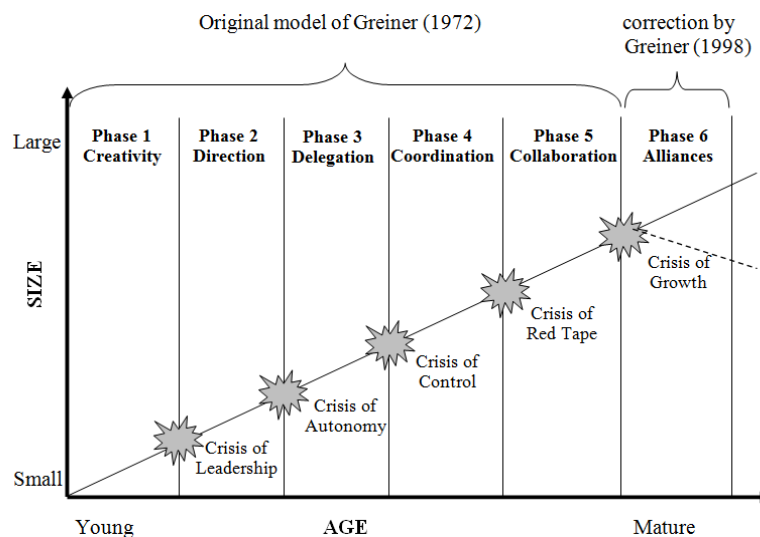 Original model of Greiner (1972)
correction by
Greiner (1998)
Large
Phase 1
Creativity
Phase 2
Direction
Phase 3
Delegation
Phase 4
Coordination
Phase 5
Collaboration
Phase 6
Alliances
SIZE
Crisis of
Growth
Crisis of
Red Tape
Crisis of
Control
Crisis of
Autonomy
Crisis of
Leadership
Small
Young
AGE
Mature